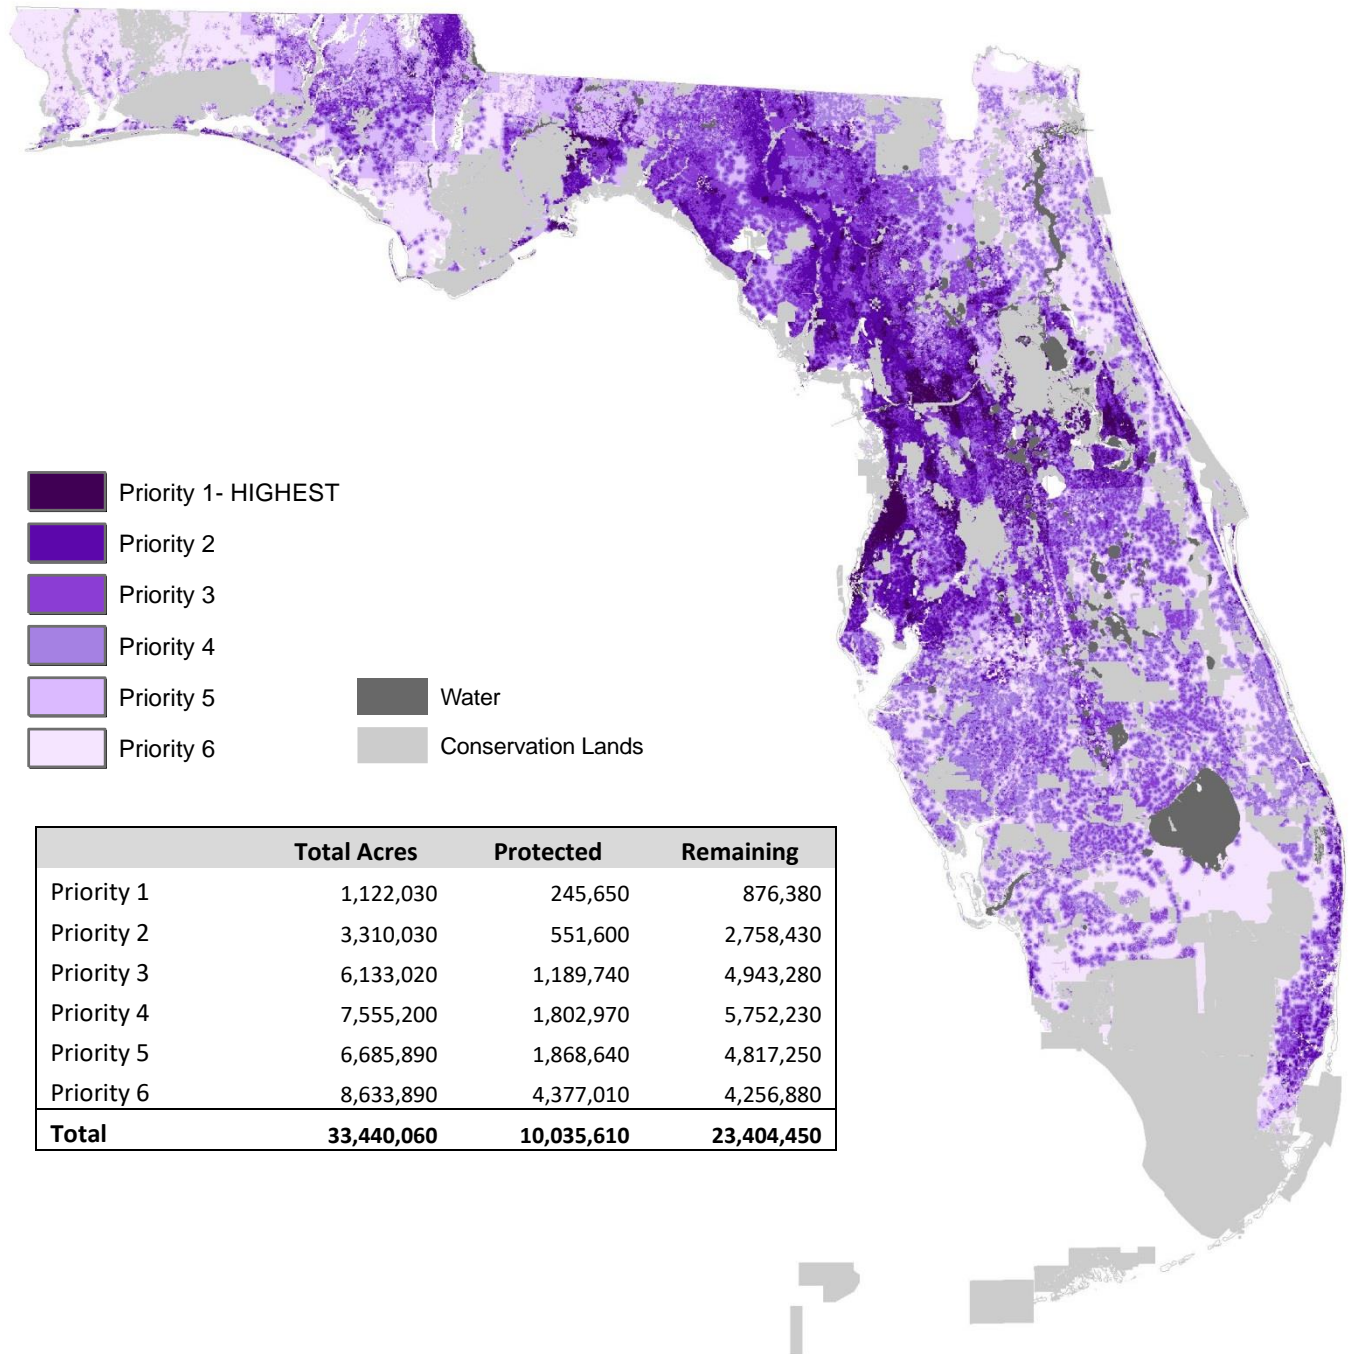 Priority 1- HIGHEST
Priority 2
Priority 3
Priority 4
Priority 5
Priority 6
Water
Conservation Lands
Total Acres Protected Remaining
Priority 1 1,122,030 245,650 876,380
Priority 2 3,310,030 551,600 2,758,430
Priority 3 6,133,020 1,189,740 4,943,280
Priority 4 7,555,200 1,802,970 5,752,230
Priority 5 6,685,890 1,868,640 4,817,250
Priority 6 8,633,890 4,377,010 4,256,880
Total 33,440,060 10,035,610 23,404,450